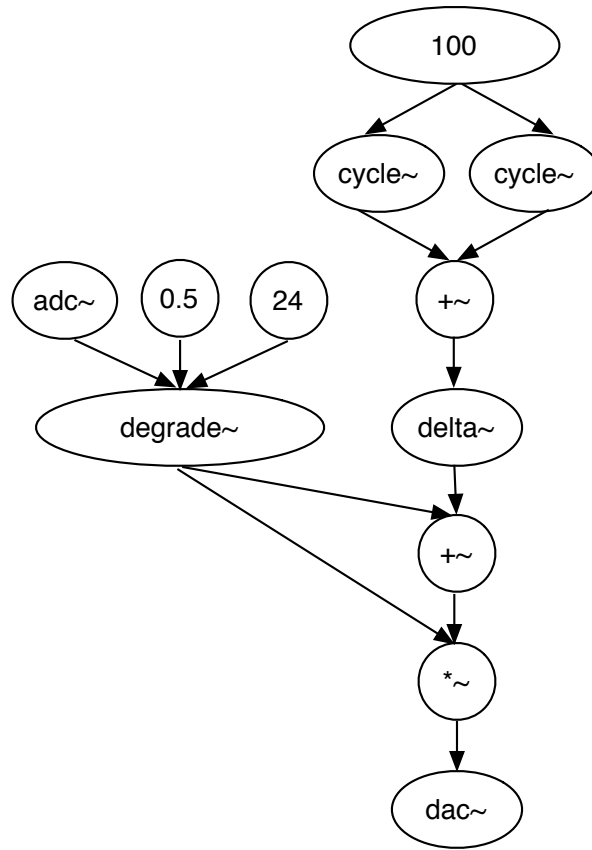 100
cycle~ cycle~
adc~ 0.5 24 +~
degrade~ delta~
+~
*~
dac~